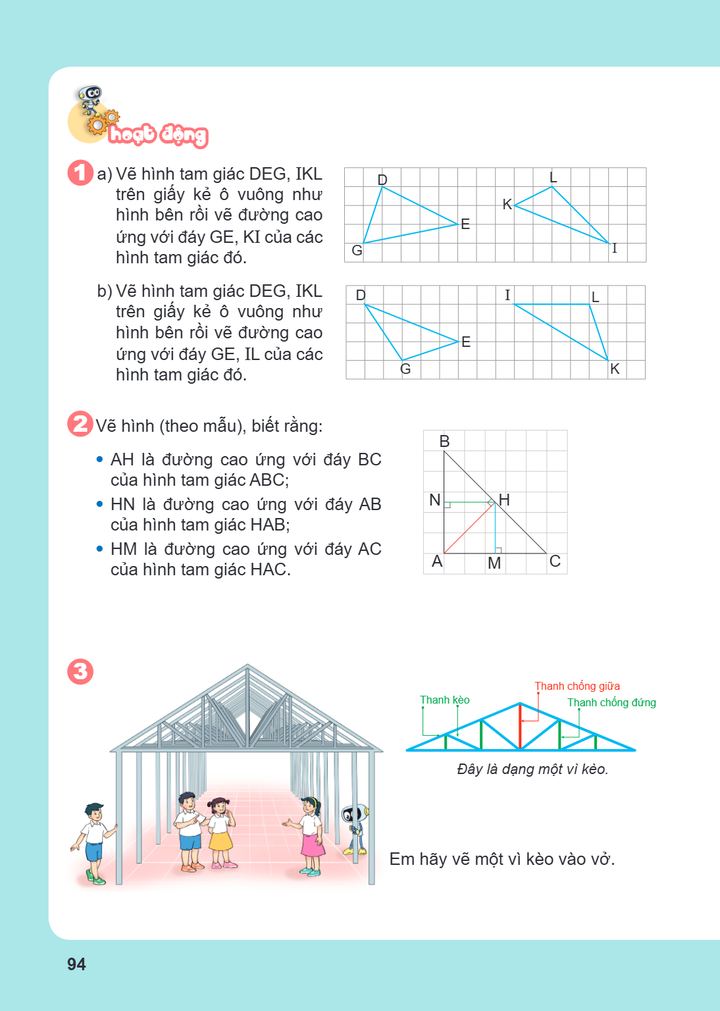 hoạt động
1 a) Vẽ hình tam giác DEG, IKL
trên giấy kẻ ô vuông như
hình bên rồi vẽ đường cao
ứng với đáy GE, KI của các
hình tam giác đó.
D
E
G
L
K
I
b) Vẽ hình tam giác DEG, IKL
trên giấy kẻ ô vuông như
hình bên rồi vẽ đường cao
ứng với đáy GE, IL của các
hình tam giác đó.
D
E
G
I
L
K
2 Vẽ hình (theo mẫu), biết rằng:
• AH là đường cao ứng với đáy BC
của hình tam giác ABC;
• HN là đường cao ứng với đáy AB
của hình tam giác HAB;
• HM là đường cao ứng với đáy AC
của hình tam giác HAC.
B
N
H
A
M
C
3
Thanh chống giữa
Thanh kèo
Thanh chống đứng
Đây là dạng một vì kèo.
Em hãy vẽ một vì kèo vào vở.
94